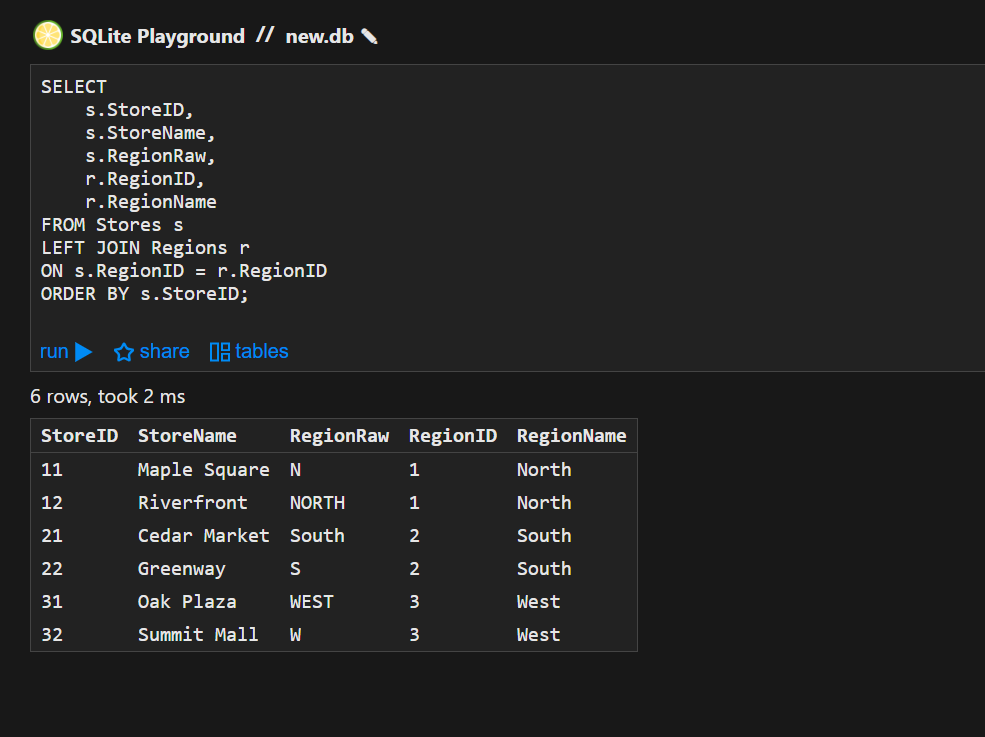 SQLite Playground // new.db
SELECT
    s.StoreID,
    s.StoreName,
    s.RegionRaw,
    r.RegionID,
    r.RegionName
FROM Stores s
LEFT JOIN Regions r
ON s.RegionID = r.RegionID
ORDER BY s.StoreID;
run share tables
6 rows, took 2 ms
StoreID StoreName RegionRaw RegionID RegionName
11 Maple Square N 1 North
12 Riverfront NORTH 1 North
21 Cedar Market South 2 South
22 Greenway S 2 South
31 Oak Plaza WEST 3 West
32 Summit Mall W 3 West